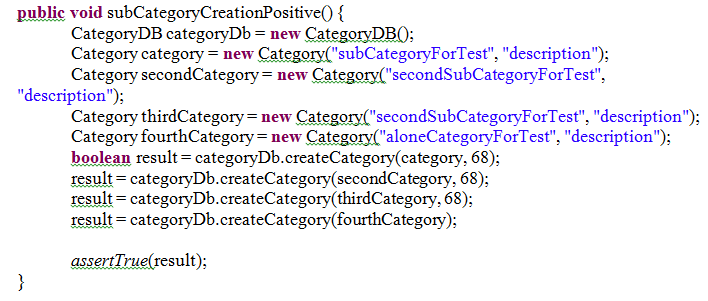 public void subCategoryCreationPositive() {
CategoryDB categoryDb = new CategoryDB();
Category category = new Category("subCategoryForTest", "description");
Category secondCategory = new Category("secondSubCategoryForTest",
"description");
Category thirdCategory = new Category("secondSubCategoryForTest", "description");
Category fourthCategory = new Category("aloneCategoryForTest", "description");
boolean result = categoryDb.createCategory(category, 68);
result = categoryDb.createCategory(secondCategory, 68);
result = categoryDb.createCategory(thirdCategory, 68);
result = categoryDb.createCategory(fourthCategory);
assertTrue(result);
}